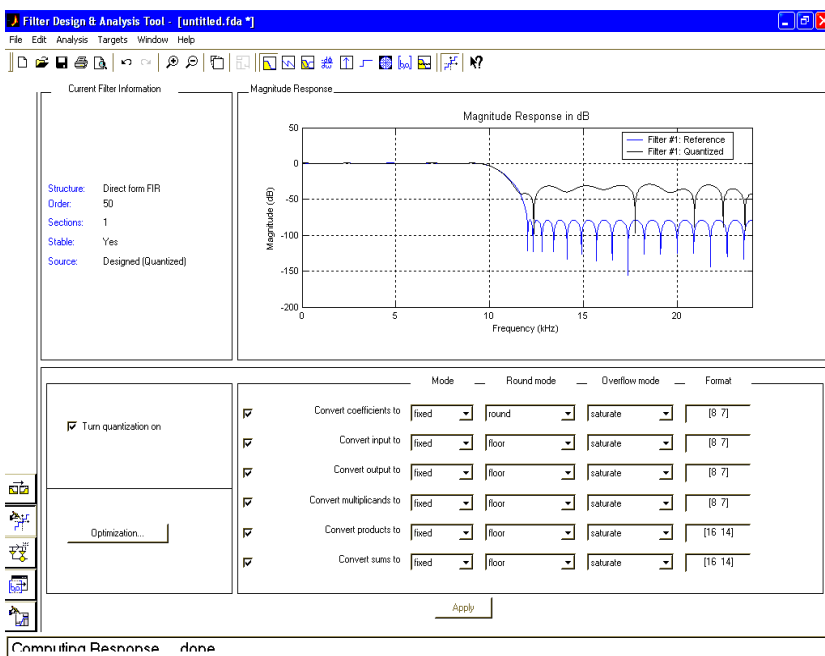 Filter Design & Analysis Tool - [untitled.fda *]
File Edit Analysis Targets Window Help
Current Filter Information
Structure: Direct form FIR
Order: 50
Sections: 1
Stable: Yes
Source: Designed (Quantized)
Magnitude Response
Magnitude Response in dB
Filter #1: Reference
Filter #1: Quantized
Magnitude (dB)
50
0
-50
-100
-150
-200
0 5 10 15 20
Frequency (kHz)
Turn quantization on
Optimization...
Mode Round mode Overflow mode Format
Convert coefficients to fixed round saturate [8 7]
Convert input to fixed floor saturate [8 7]
Convert output to fixed floor saturate [8 7]
Convert multiplicands to fixed floor saturate [8 7]
Convert products to fixed floor saturate [16 14]
Convert sums to fixed floor saturate [16 14]
Apply
Computing Response ... done